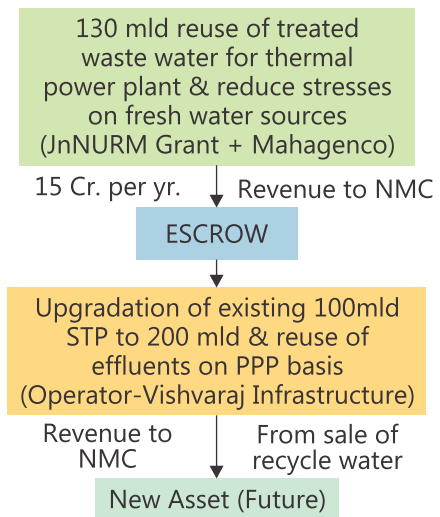 130 mld reuse of treated
waste water for thermal
power plant & reduce stresses
on fresh water sources
(JnNURM Grant + Mahagenco)
15 Cr. per yr.
Revenue to NMC
ESCROW
Upgradation of existing 100mld
STP to 200 mld & reuse of
effluents on PPP basis
(Operator-Vishvaraj Infrastructure)
Revenue to
NMC
From sale of
recycle water
New Asset (Future)